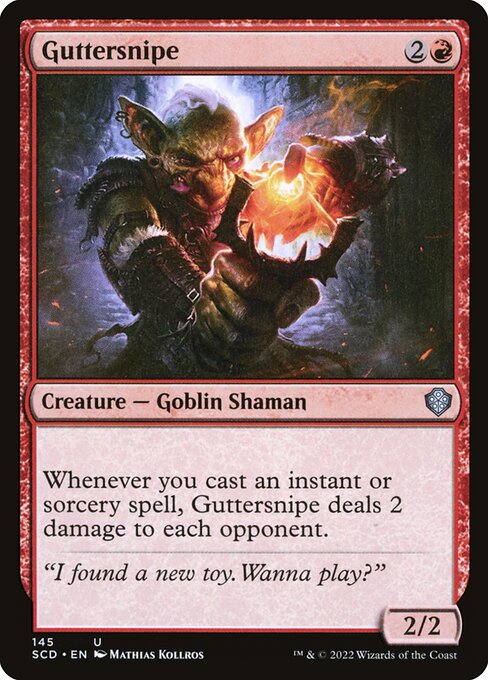 Guttersnipe 2
Creature — Goblin Shaman
Whenever you cast an instant or
sorcery spell, Guttersnipe deals 2
damage to each opponent.
“I found a new toy. Wanna play?”
2/2
145 U
SCD • EN Mathias Kollros
™ & © 2022 Wizards of the Coast